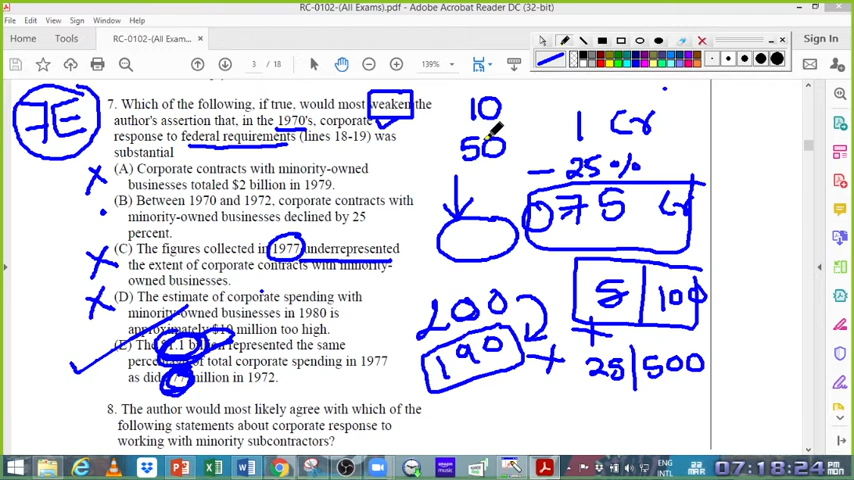 RC-0102-(All Exams).pdf - Adobe Acrobat Reader DC (32-bit)
File Edit View Sign Window Help
Home Tools RC-0102-(All Exam... × Sign In
3 / 18 139%
7. Which of the following, if true, would most weaken the
author's assertion that, in the 1970's, corporate
response to federal requirements (lines 18-19) was
substantial
(A) Corporate contracts with minority-owned
businesses totaled $2 billion in 1979.
(B) Between 1970 and 1972, corporate contracts with
minority-owned businesses declined by 25
percent.
(C) The figures collected in 1977 underrepresented
the extent of corporate contracts with minority-
owned businesses.
(D) The estimate of corporate spending with
minority-owned businesses in 1980 is
approximately $10 million too high.
(E) The $1.1 billion represented the same
percentage of total corporate spending in 1977
as did $77 million in 1972.
8. The author would most likely agree with which of the
following statements about corporate response to
working with minority subcontractors?
7E
10
50
1 Cr
- 25 %
075 Cr
5 100
200
190
25 500
amazon music
ENG
INTL
22
MAR
07:18:24 PM
MON